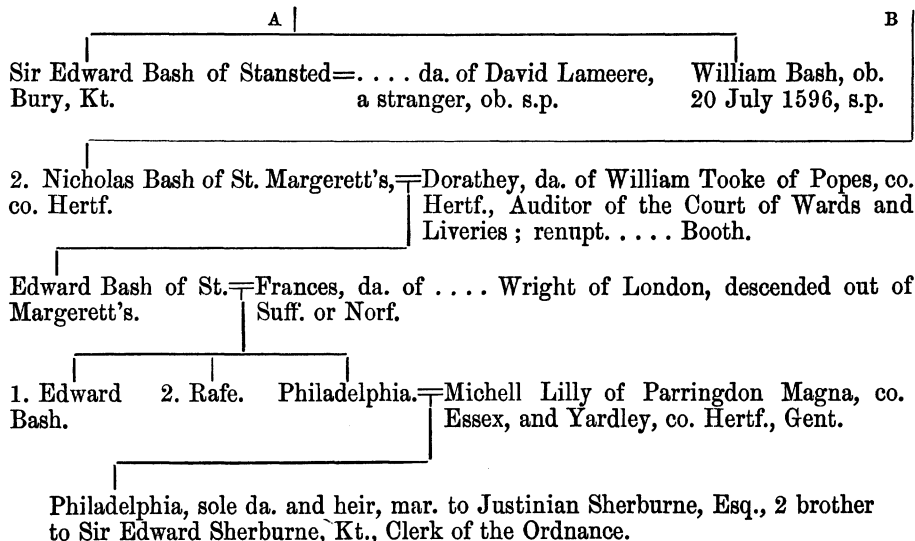 A B
Sir Edward Bash of Stansted=. . . . da. of David Lameere, William Bash, ob.
Bury, Kt. a stranger, ob. s.p. 20 July 1596, s.p.
2. Nicholas Bash of St. Margerett's,=Dorathey, da. of William Tooke of Popes, co.
co. Hertf. Hertf., Auditor of the Court of Wards and
Liveries ; renupt. . . . . . Booth.
Edward Bash of St.=Frances, da. of . . . . Wright of London, descended out of
Margerett's. Suff. or Norf.
1. Edward 2. Rafe. Philadelphia.=Michell Lilly of Parringdon Magna, co.
Bash. Essex, and Yardley, co. Hertf., Gent.
Philadelphia, sole da. and heir, mar. to Justinian Sherburne, Esq., 2 brother
to Sir Edward Sherburne, Kt., Clerk of the Ordnance.